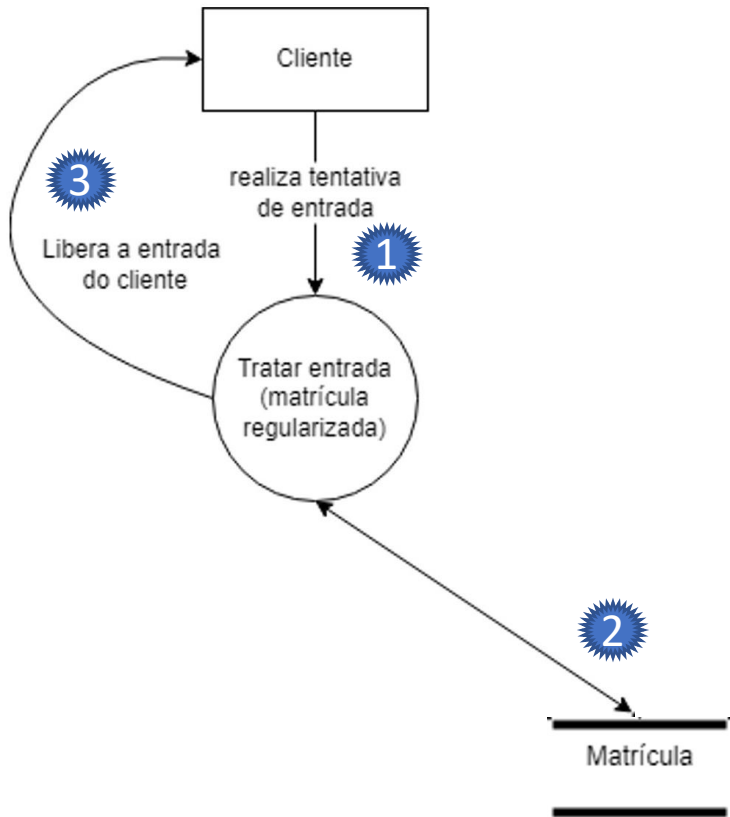 Cliente
3
realiza tentativa
de entrada
1
Libera a entrada
do cliente
Tratar entrada
(matrícula
regularizada)
2
Matrícula